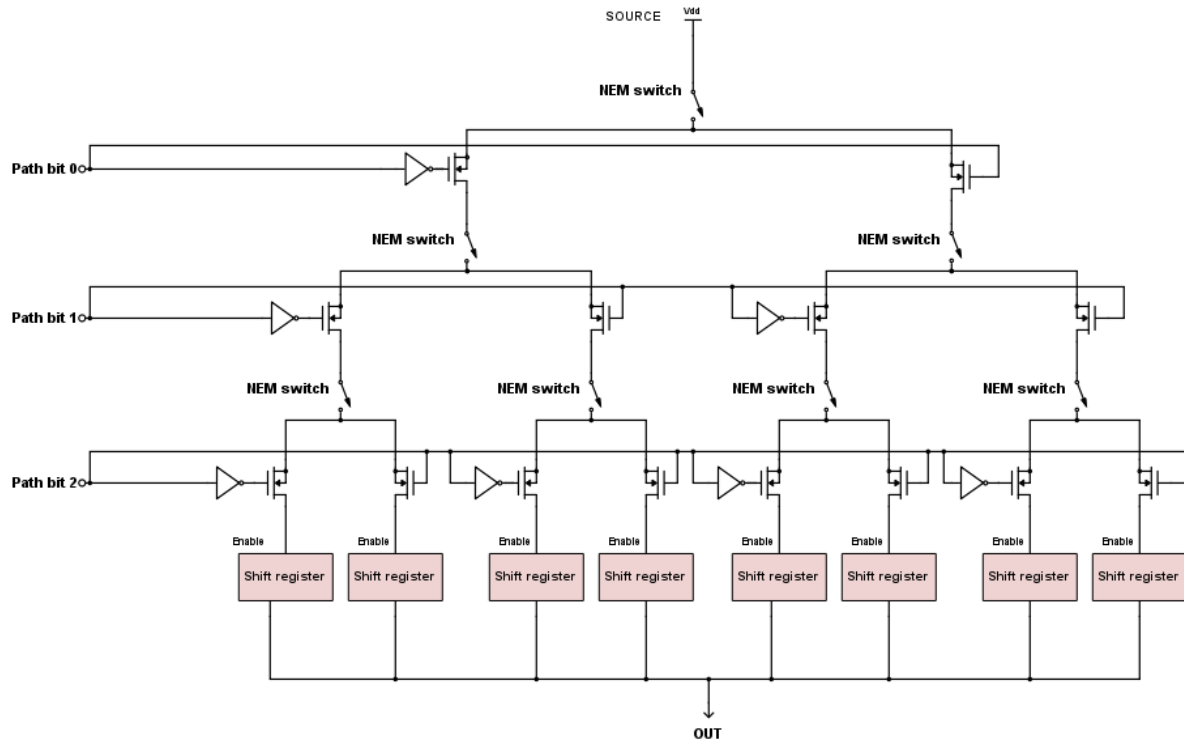 SOURCE Vdd
NEM switch
Path bit 0
NEM switch NEM switch
Path bit 1
NEM switch NEM switch NEM switch NEM switch
Path bit 2
Enable Enable Enable Enable Enable Enable Enable Enable
Shift register Shift register Shift register Shift register Shift register Shift register Shift register Shift register
OUT